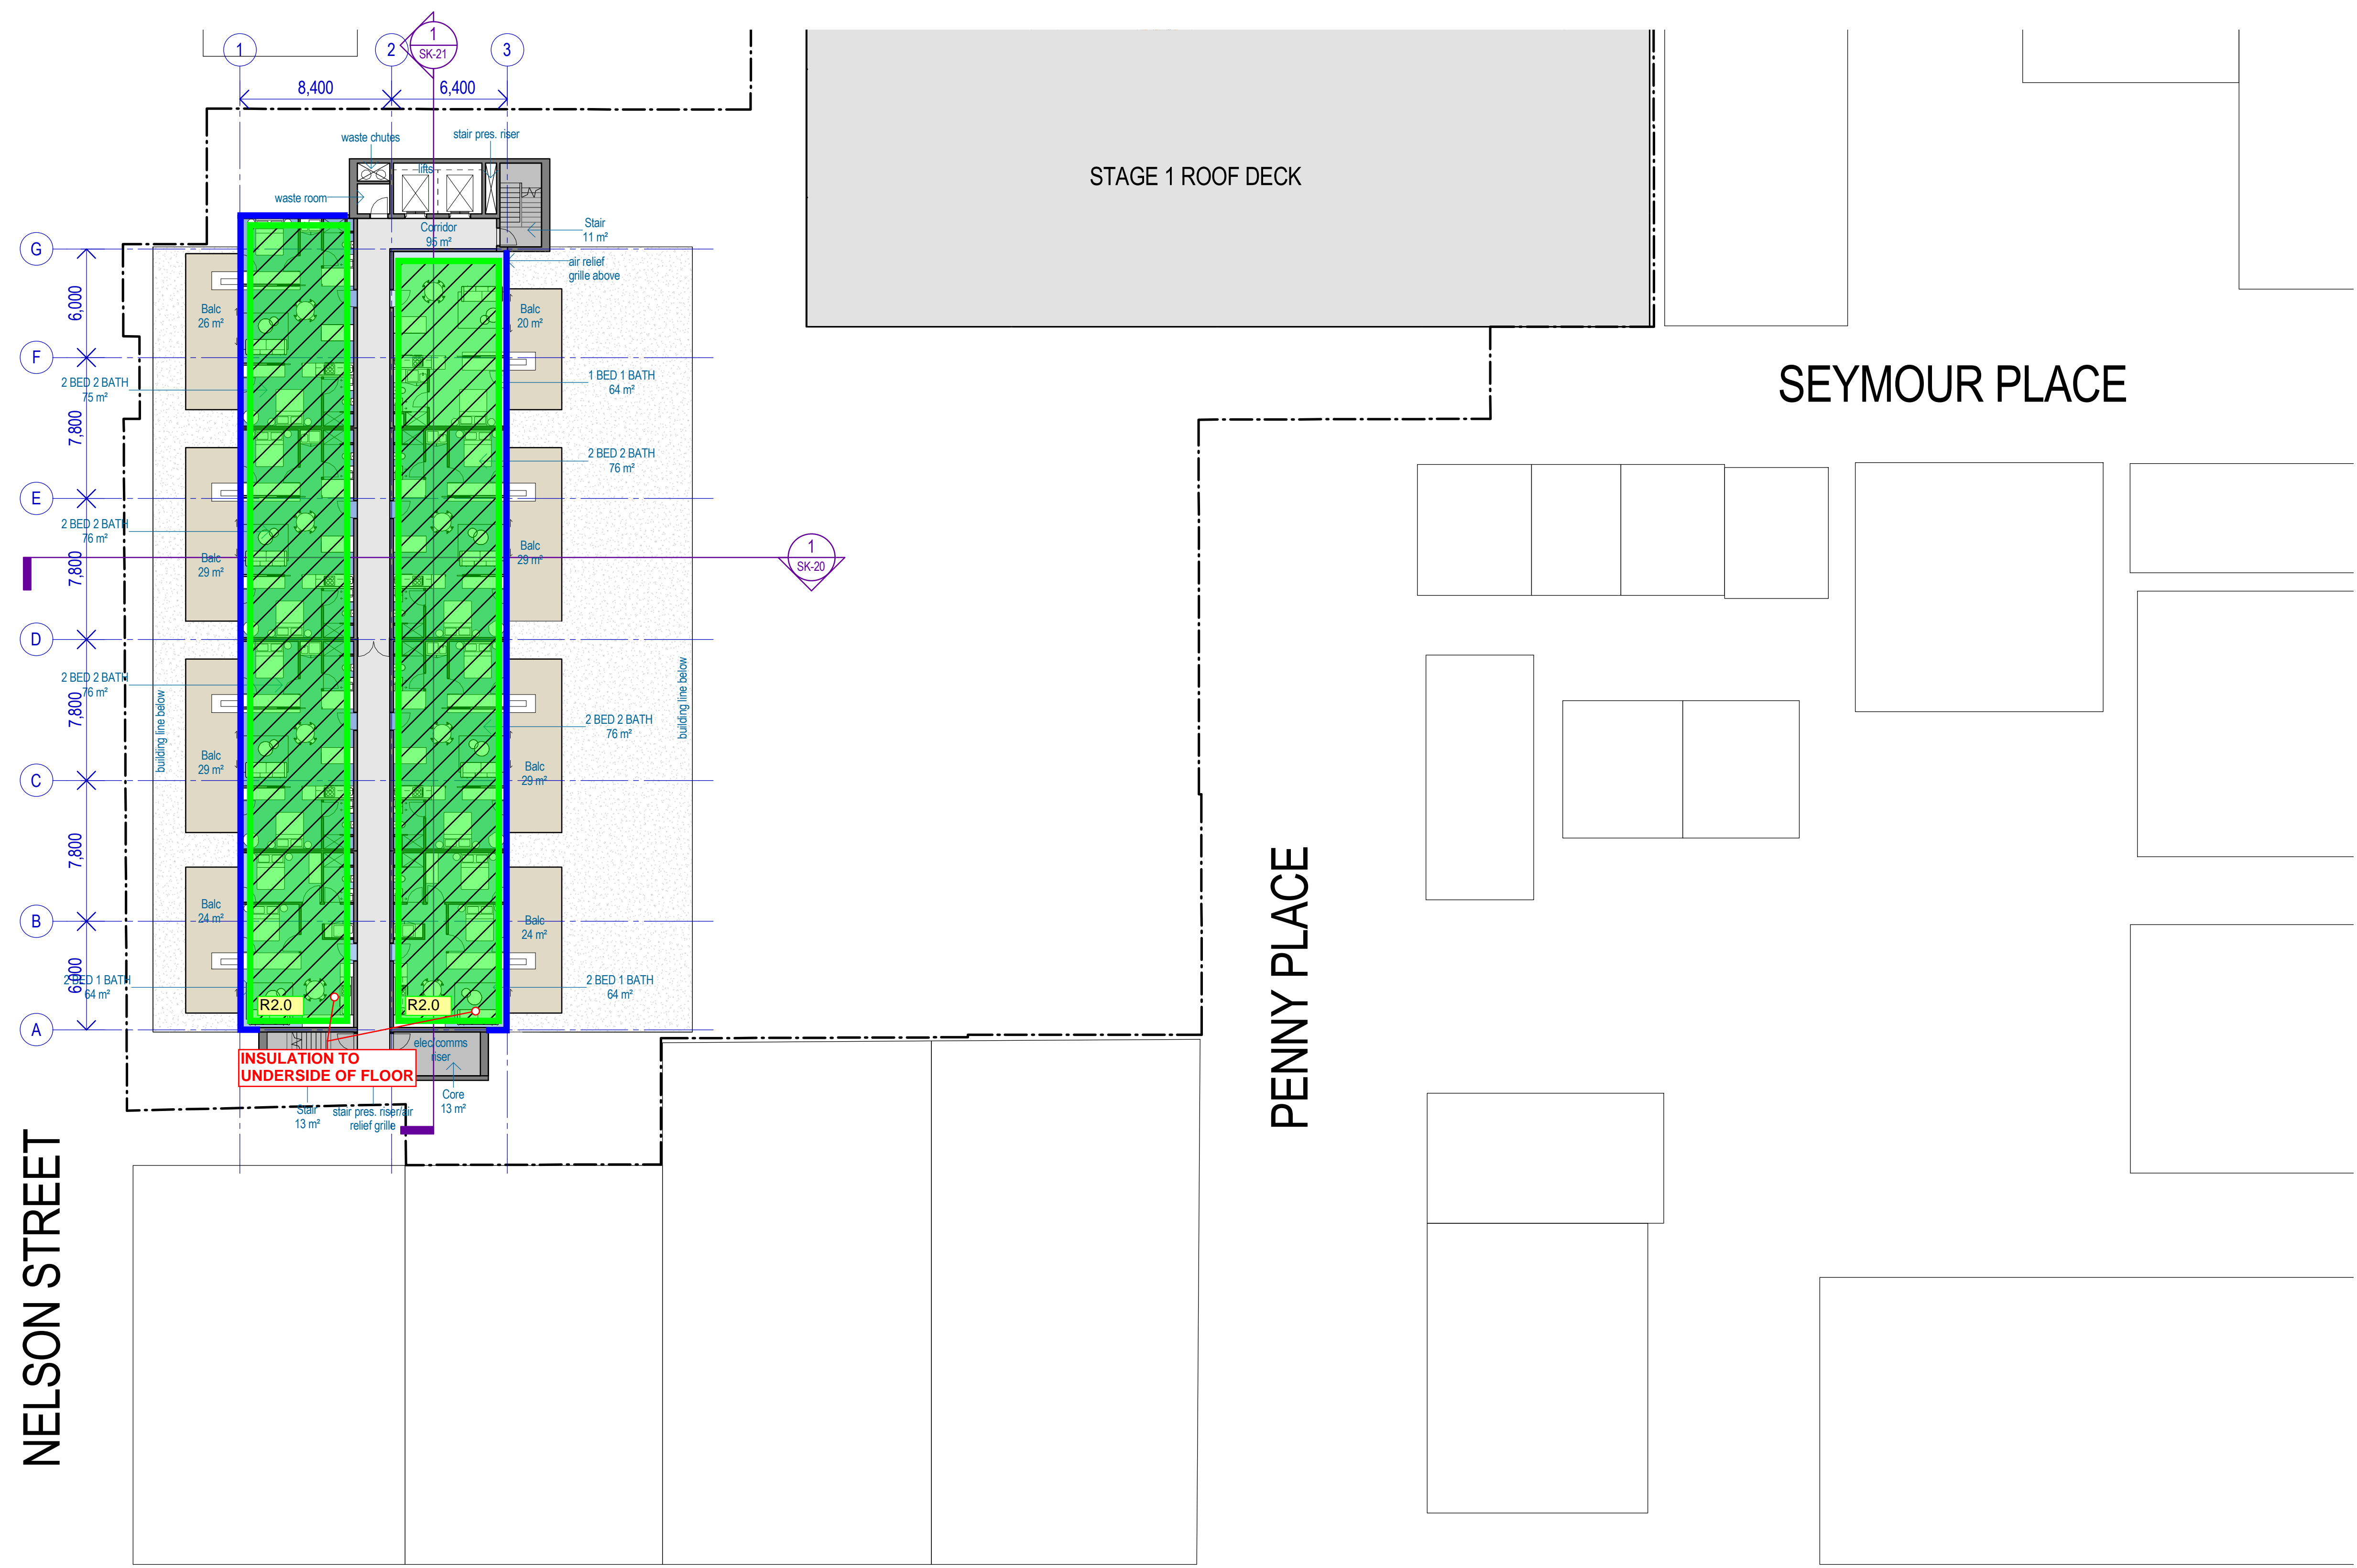 1
2
3
1
SK-21
8,400
6,400
waste chutes
stair pres. riser
lifts
waste room
STAGE 1 ROOF DECK
Corridor
95 m²
Stair
11 m²
air relief
grille above
G
6,000
Balc
26 m²
Balc
20 m²
F
2 BED 2 BATH
75 m²
1 BED 1 BATH
64 m²
SEYMOUR PLACE
7,800
2 BED 2 BATH
76 m²
E
2 BED 2 BATH
76 m²
Balc
29 m²
Balc
29 m²
7,800
1
SK-20
D
2 BED 2 BATH
76 m²
7,800
building line below
building line below
2 BED 2 BATH
76 m²
Balc
29 m²
Balc
29 m²
C
7,800
Balc
24 m²
Balc
24 m²
B
PENNY PLACE
6,000
2 BED 1 BATH
64 m²
2 BED 1 BATH
64 m²
R2.0
R2.0
A
elec comms
riser
INSULATION TO
UNDERSIDE OF FLOOR
Core
13 m²
Stair
13 m²
stair pres. riser/air
relief grille
NELSON STREET